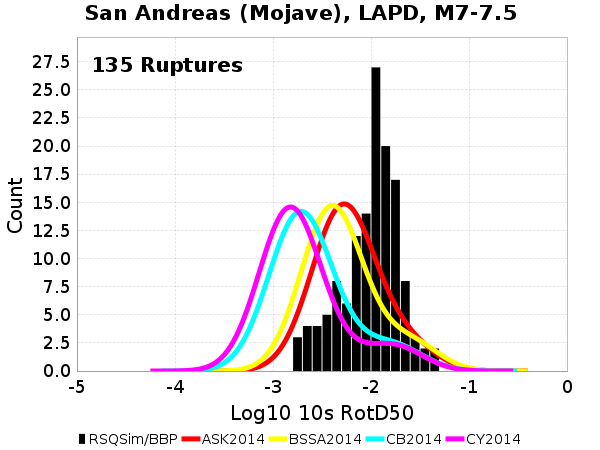 San Andreas (Mojave), LAPD, M7-7.5
135 Ruptures
27.5
25.0
22.5
20.0
17.5
15.0
12.5
10.0
7.5
5.0
2.5
0.0
Count
-5 -4 -3 -2 -1 0
Log10 10s RotD50
RSQSim/BBP ASK2014 BSSA2014 CB2014 CY2014